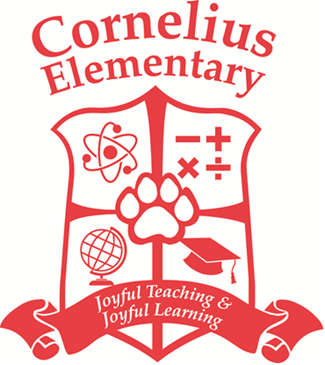 Cornelius
Elementary
− +
× ÷
Joyful Teaching &
Joyful Learning